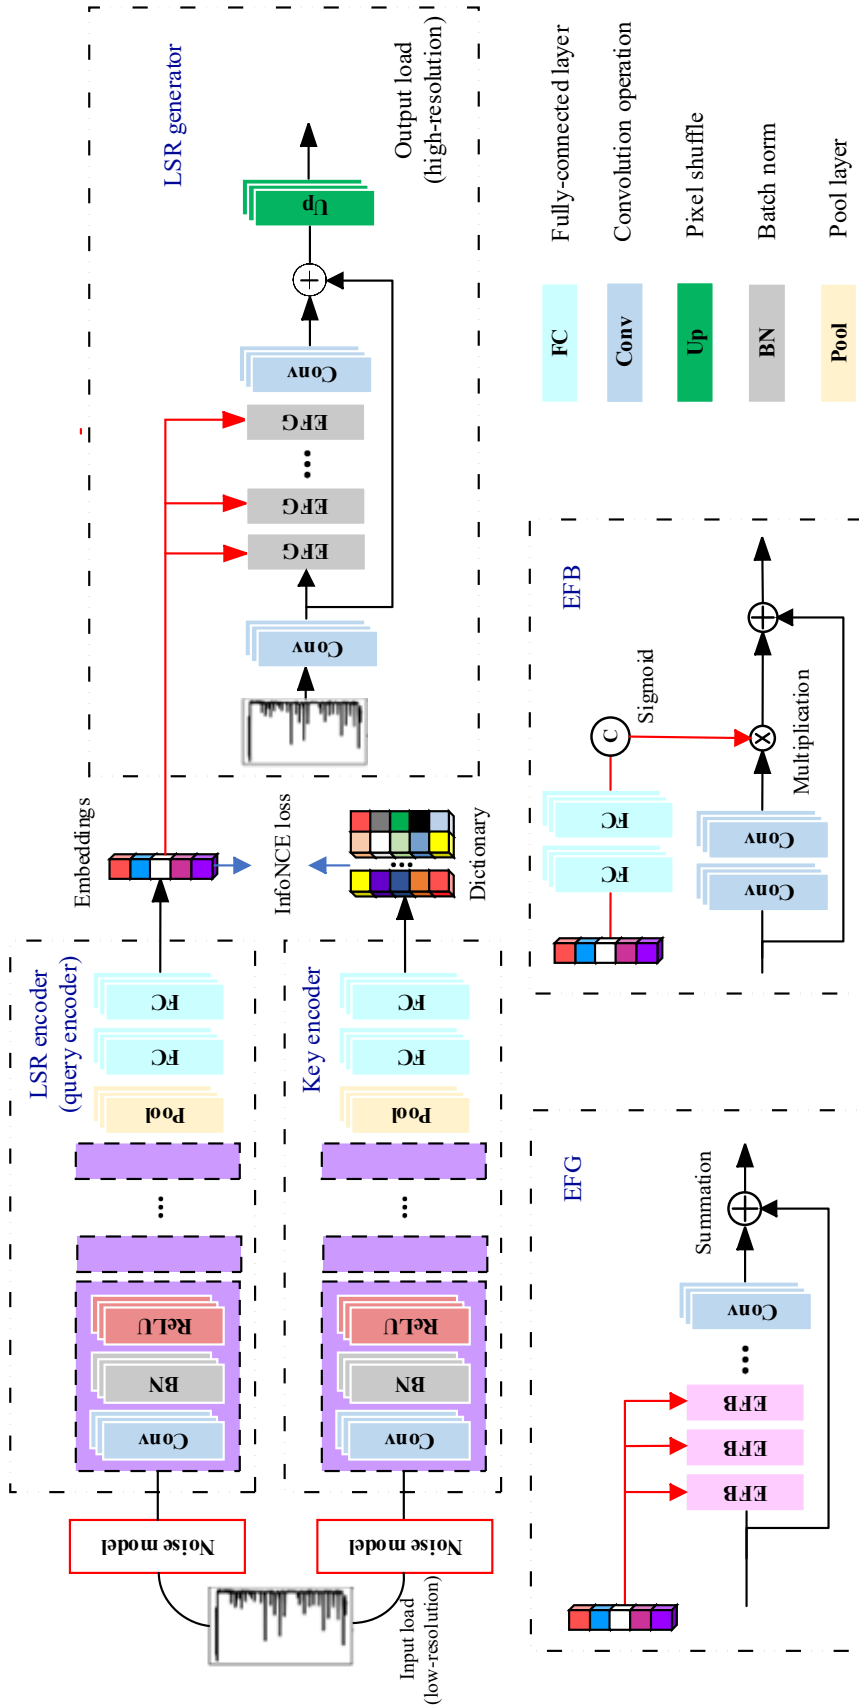 Input load
(low-resolution)
Noise model
Noise model
LSR encoder
(query encoder)
Conv
BN
ReLU
...
Pool
FC
FC
Key encoder
Conv
BN
ReLU
...
Pool
FC
FC
Embeddings
InfoNCE loss
...
Dictionary
LSR generator
Conv
EFG
EFG
...
EFG
Conv
Up
Output load
(high-resolution)
EFG
EFB
EFB
EFB
...
Conv
Summation
EFB
FC
FC
C
Sigmoid
Conv
Conv
Multiplication
FC
Fully-connected layer
Conv
Convolution operation
Up
Pixel shuffle
BN
Batch norm
Pool
Pool layer